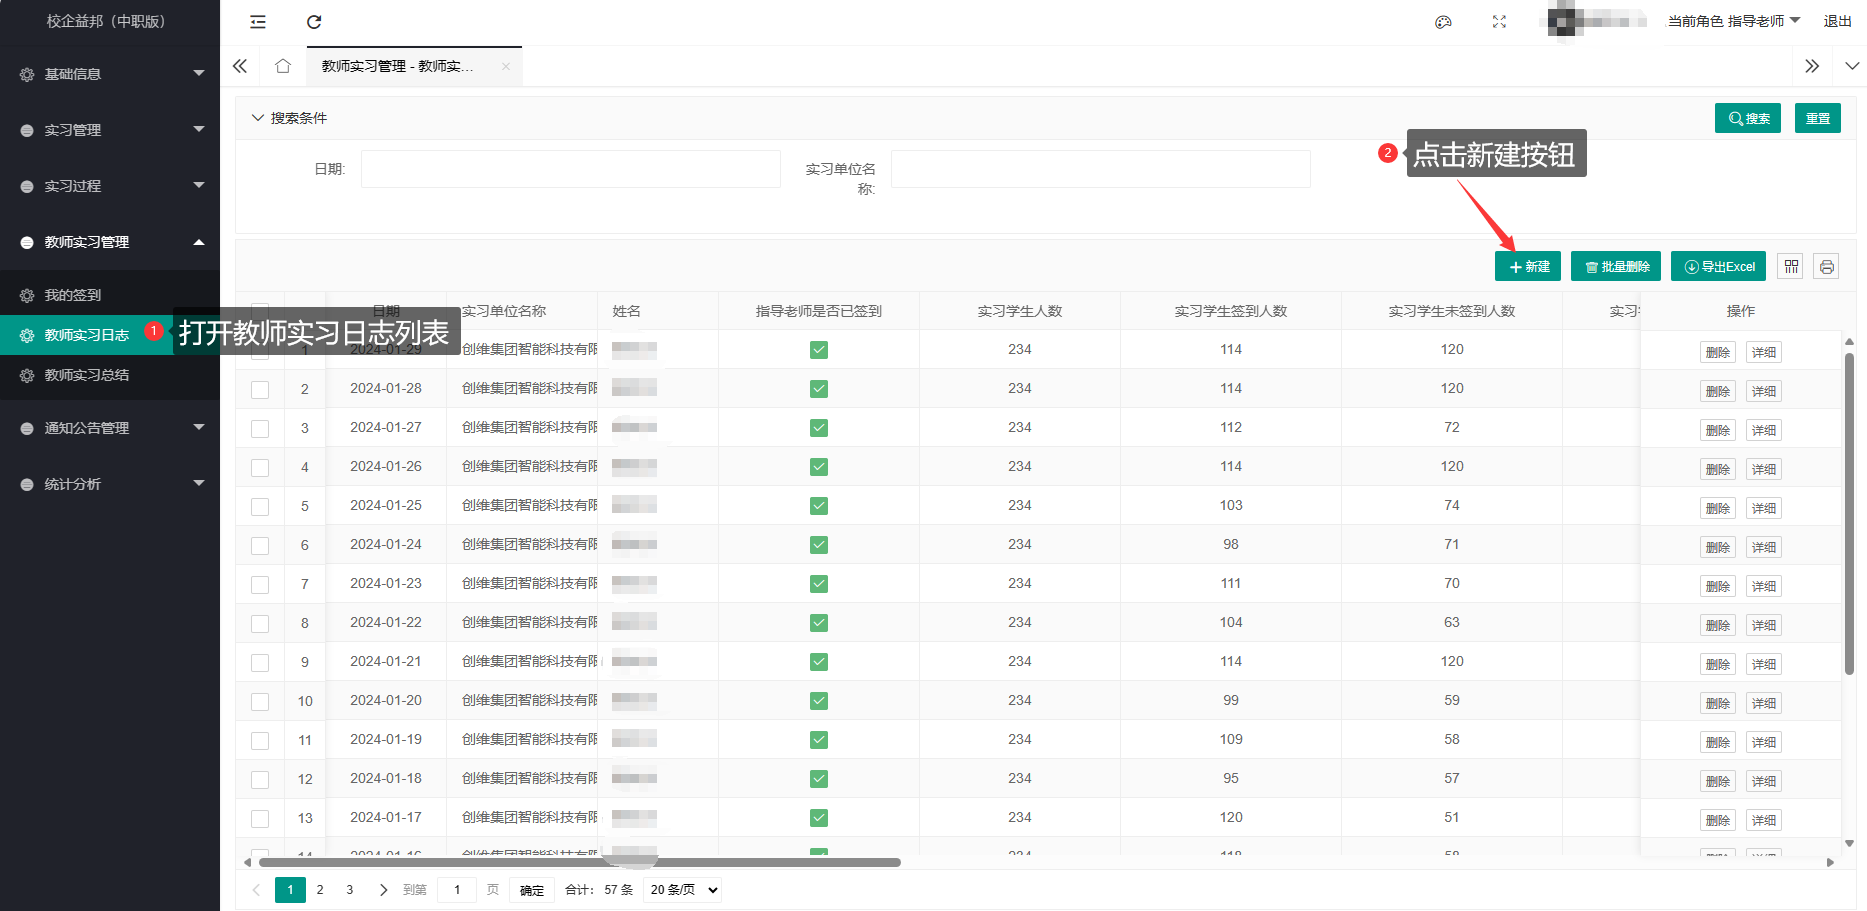 校企益邦（中职版）
当前角色 指导老师
退出
基础信息
实习管理
实习过程
教师实习管理
我的签到
教师实习日志
教师实习总结
通知公告管理
统计分析
教师实习管理 - 教师实...
搜索条件
搜索
重置
日期:
实习单位名
称:
2
点击新建按钮
新建
批量删除
导出Excel
1
打开教师实习日志列表
日期 实习单位名称 姓名 指导老师是否已签到 实习学生人数 实习学生签到人数 实习学生未签到人数 操作
1 2024-01-29 创维集团智能科技有限 234 114 120 删除 详细
2 2024-01-28 创维集团智能科技有限 234 114 120 删除 详细
3 2024-01-27 创维集团智能科技有限 234 112 72 删除 详细
4 2024-01-26 创维集团智能科技有限 234 114 120 删除 详细
5 2024-01-25 创维集团智能科技有限 234 103 74 删除 详细
6 2024-01-24 创维集团智能科技有限 234 98 71 删除 详细
7 2024-01-23 创维集团智能科技有限 234 111 70 删除 详细
8 2024-01-22 创维集团智能科技有限 234 104 63 删除 详细
9 2024-01-21 创维集团智能科技有限 234 114 120 删除 详细
10 2024-01-20 创维集团智能科技有限 234 99 59 删除 详细
11 2024-01-19 创维集团智能科技有限 234 109 58 删除 详细
12 2024-01-18 创维集团智能科技有限 234 95 57 删除 详细
13 2024-01-17 创维集团智能科技有限 234 120 51 删除 详细
1 2 3 到第 1 页 确定 合计： 57 条 20 条/页